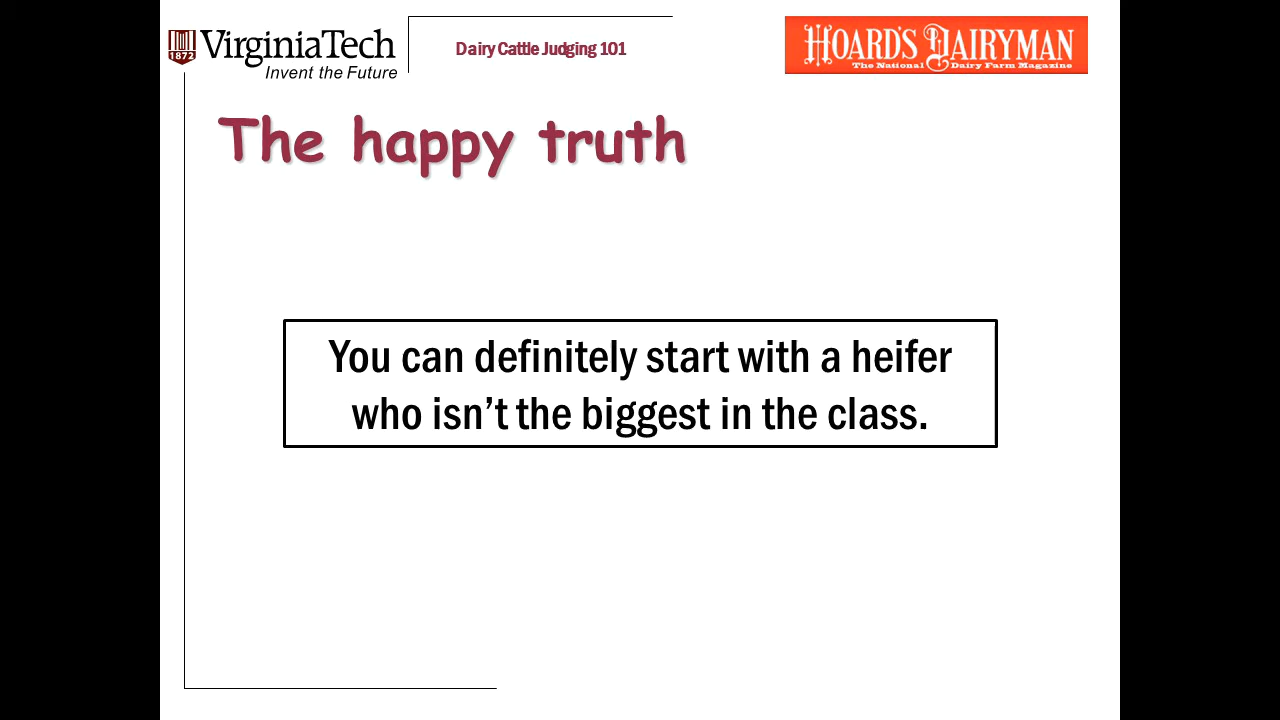 VirginiaTech
1872
Invent the Future
Dairy Cattle Judging 101
HOARD'S DAIRYMAN
The National Dairy Farm Magazine
The happy truth
You can definitely start with a heifer
who isn’t the biggest in the class.